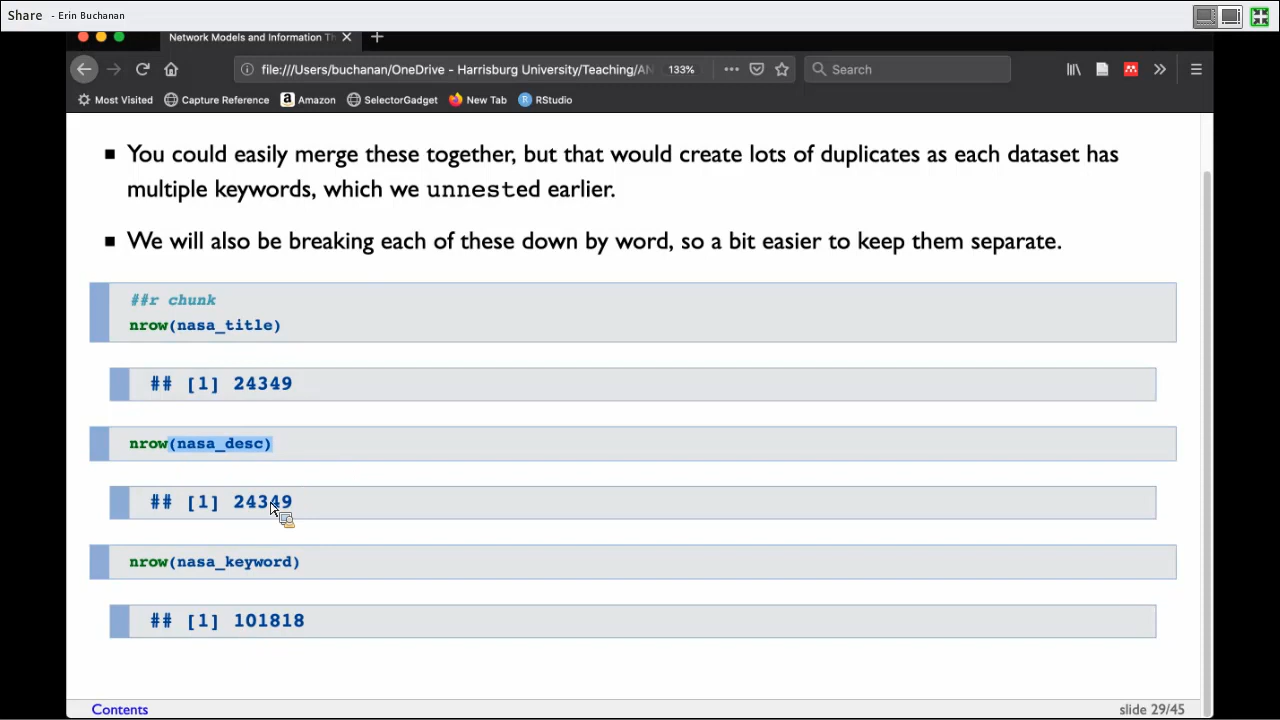 Share - Erin Buchanan
Network Models and Information Th
file:///Users/buchanan/OneDrive - Harrisburg University/Teaching/AN 133% Search
Most Visited Capture Reference Amazon SelectorGadget New Tab RStudio
You could easily merge these together, but that would create lots of duplicates as each dataset has
multiple keywords, which we unnested earlier.
We will also be breaking each of these down by word, so a bit easier to keep them separate.
##r chunk
nrow(nasa_title)
## [1] 24349
nrow(nasa_desc)
## [1] 24349
nrow(nasa_keyword)
## [1] 101818
Contents slide 29/45